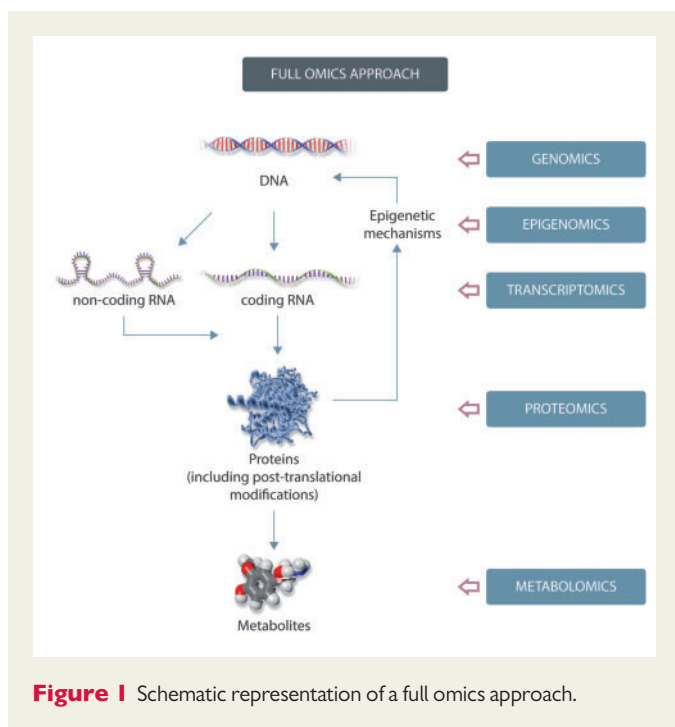 FULL OMICS APPROACH
DNA
GENOMICS
Epigenetic
mechanisms
EPIGENOMICS
non-coding RNA
coding RNA
TRANSCRIPTOMICS
PROTEOMICS
Proteins
(including post-translational
modifications)
METABOLOMICS
Metabolites
Figure 1 Schematic representation of a full omics approach.